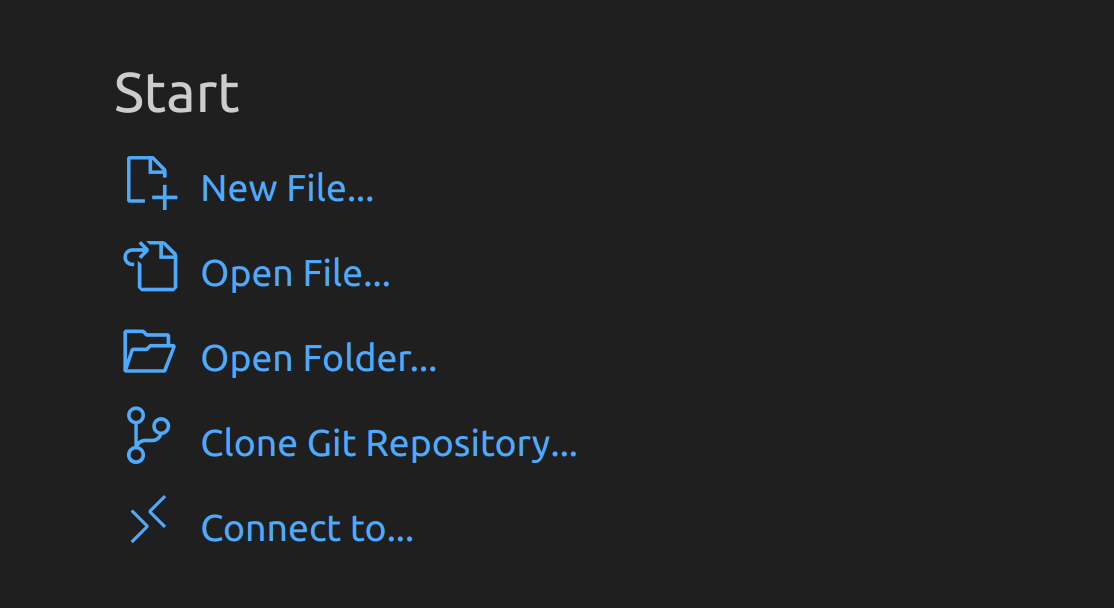 Start
New File...
Open File...
Open Folder...
Clone Git Repository...
Connect to...